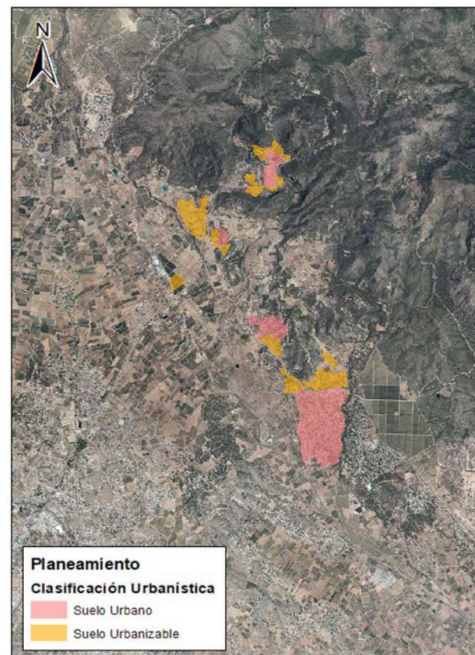 N
Planeamiento
Clasificación Urbanística
Suelo Urbano
Suelo Urbanizable